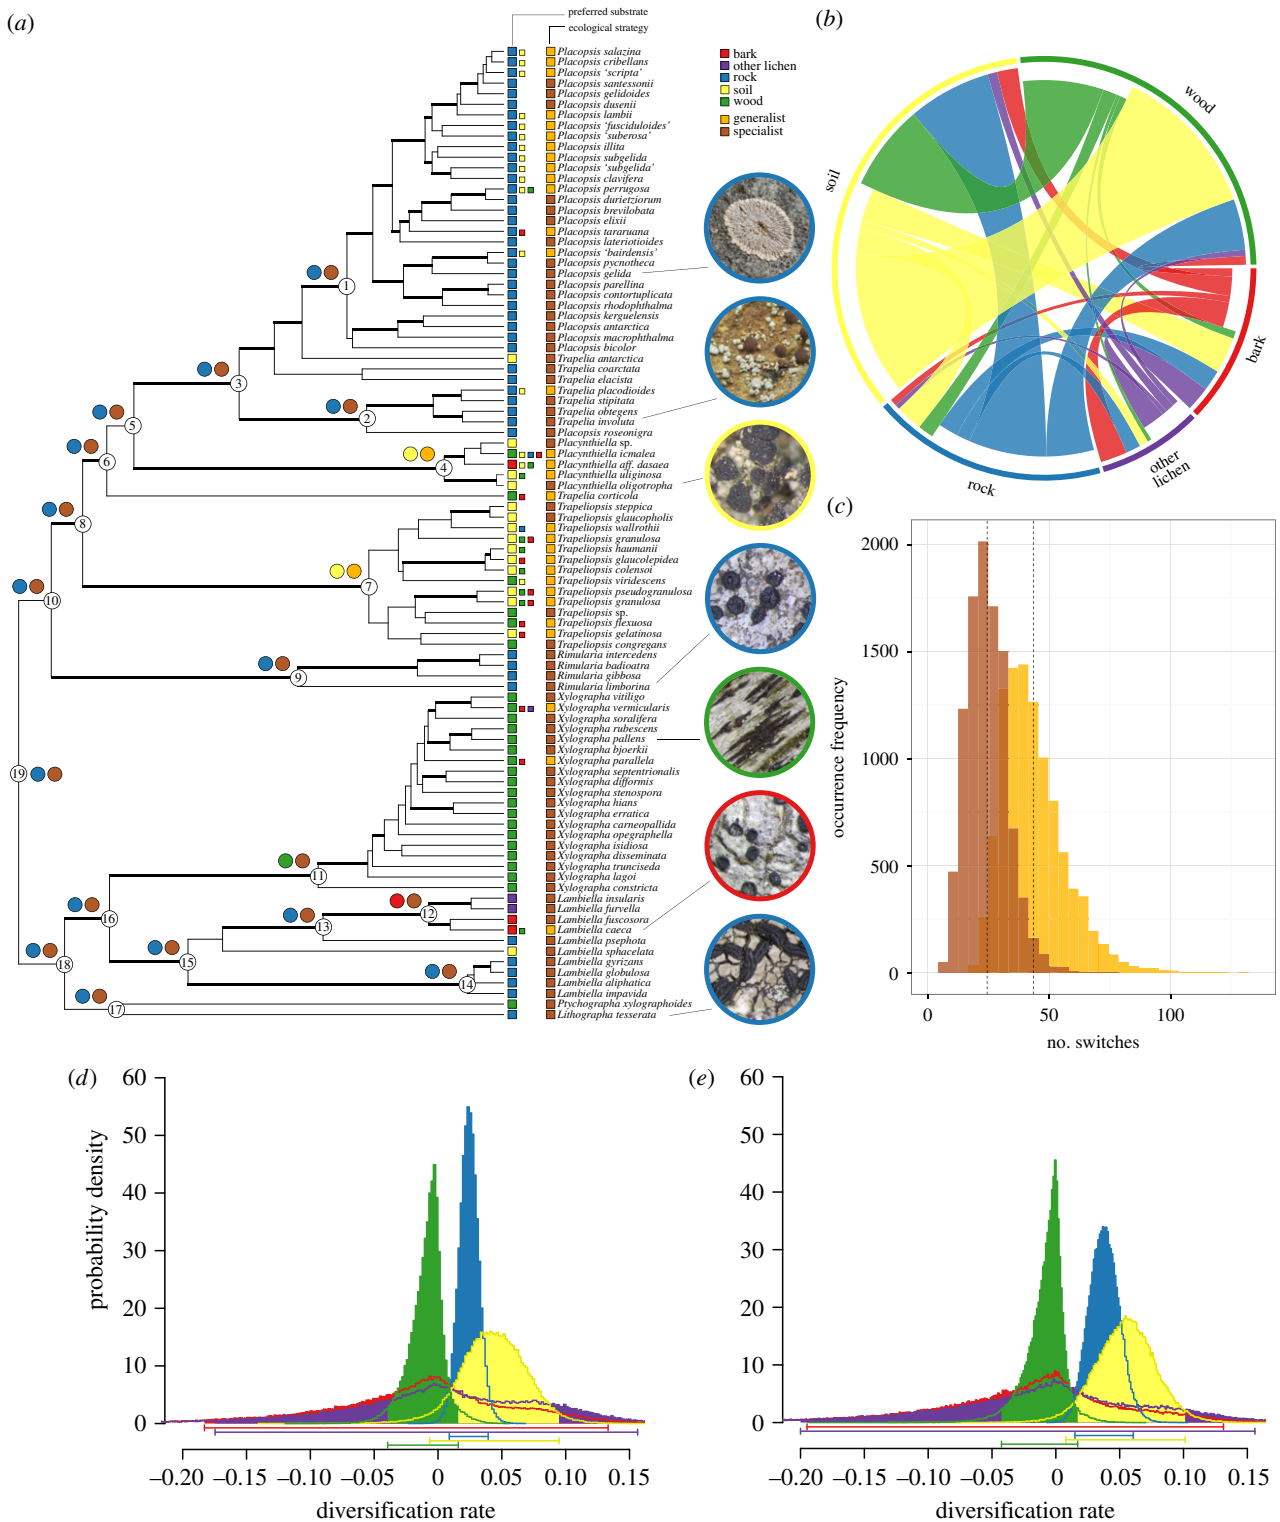 (a)
preferred substrate
ecological strategy
Placopsis salazina
Placopsis cribellans
Placopsis ‘scripta’
Placopsis santessonii
Placopsis gelidoides
Placopsis dusenii
Placopsis lambii
Placopsis ‘fusciduloides’
Placopsis ‘suberosa’
Placopsis illita
Placopsis subgelida
Placopsis ‘subgelida’
Placopsis clavifera
Placopsis perrugosa
Placopsis durietziorum
Placopsis brevilobata
Placopsis elixii
Placopsis tararuana
Placopsis lateritioides
Placopsis ‘bairdensis’
Placopsis pycnotheca
Placopsis gelida
Placopsis parellina
Placopsis contortuplicata
Placopsis rhodophthalma
Placopsis kerguelensis
Placopsis antarctica
Placopsis macrophthalma
Placopsis bicolor
Trapelia antarctica
Trapelia coarctata
Trapelia elacista
Trapelia placodioides
Trapelia stipitata
Trapelia obtegens
Trapelia involuta
Placopsis roseonigra
Placynthiella sp.
Placynthiella icmalea
Placynthiella aff. dasaea
Placynthiella uliginosa
Placynthiella oligotropha
Trapelia corticola
Trapeliopsis steppica
Trapeliopsis glaucopholis
Trapeliopsis wallrothii
Trapeliopsis granulosa
Trapeliopsis haumanii
Trapeliopsis glaucolepidea
Trapeliopsis colensoi
Trapeliopsis viridescens
Trapeliopsis pseudogranulosa
Trapeliopsis granulosa
Trapeliopsis sp.
Trapeliopsis flexuosa
Trapeliopsis gelatinosa
Trapeliopsis congregans
Rimularia intercedens
Rimularia badioatra
Rimularia gibbosa
Rimularia limborina
Xylographa vitiligo
Xylographa vermicularis
Xylographa soralifera
Xylographa rubescens
Xylographa pallens
Xylographa bjoerkii
Xylographa parallela
Xylographa septentrionalis
Xylographa difformis
Xylographa stenospora
Xylographa hians
Xylographa erratica
Xylographa carneopallida
Xylographa opegraphella
Xylographa isidiosa
Xylographa disseminata
Xylographa trunciseda
Xylographa lagoi
Xylographa constricta
Lambiella insularis
Lambiella furvella
Lambiella fuscosora
Lambiella caeca
Lambiella psephota
Lambiella sphacelata
Lambiella gyrizans
Lambiella globulosa
Lambiella aliphatica
Lambiella impavida
Ptychographa xylographoides
Lithographa tesserata
1
3
2
5
6
4
8
7
10
9
19
11
12
16
13
15
18
14
17
bark
other lichen
rock
soil
wood
generalist
specialist
(b)
wood
soil
bark
other
lichen
rock
(c)
occurrence frequency
2000
1500
1000
500
0
0 50 100
no. switches
(d)
probability density
60
50
40
30
20
10
0
–0.20 –0.15 –0.10 –0.05 0 0.05 0.10 0.15
diversification rate
(e)
60
50
40
30
20
10
0
–0.20 –0.15 –0.10 –0.05 0 0.05 0.10 0.15
diversification rate